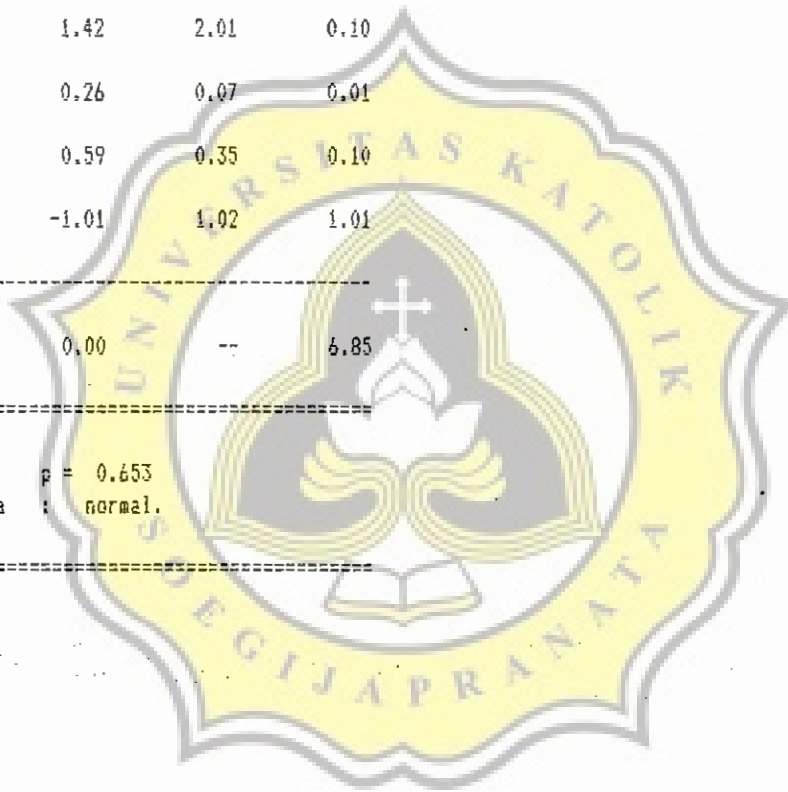 1.42 2.01 0.10
0.26 0.07 0.01
0.59 0.35 0.10
-1.01 1.02 1.01
0.00 -- 6.85
p = 0.653
a : normal.
UNIVERSITAS KATOLIK
SOEGIJAPRANATA